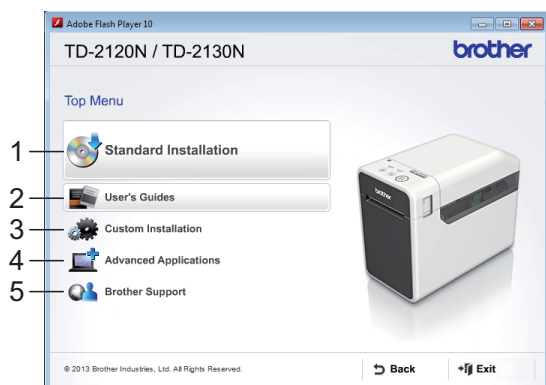 Adobe Flash Player 10
TD-2120N / TD-2130N
brother
Top Menu
1
Standard Installation
2
User's Guides
3
Custom Installation
4
Advanced Applications
5
Brother Support
brother
© 2013 Brother Industries, Ltd. All Rights Reserved.
Back
Exit